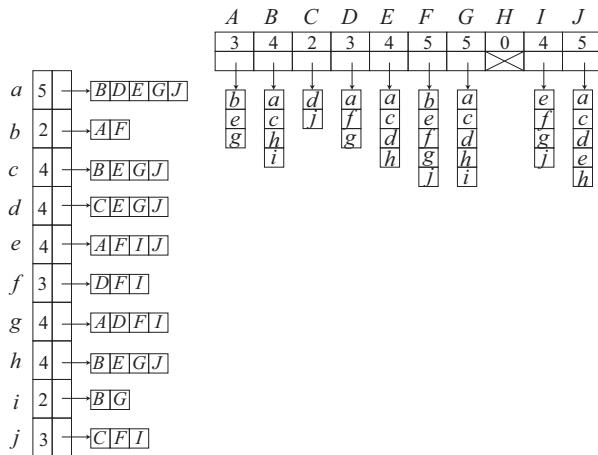 A B C D E F G H I J
3 4 2 3 4 5 5 0 4 5
b a d a a b a e a
e c j f c e c f c
g h g d f d g d
i h g h j e
j i h
a 5 B D E G J
b 2 A F
c 4 B E G J
d 4 C E G J
e 4 A F I J
f 3 D F I
g 4 A D F I
h 4 B E G J
i 2 B G
j 3 C F I